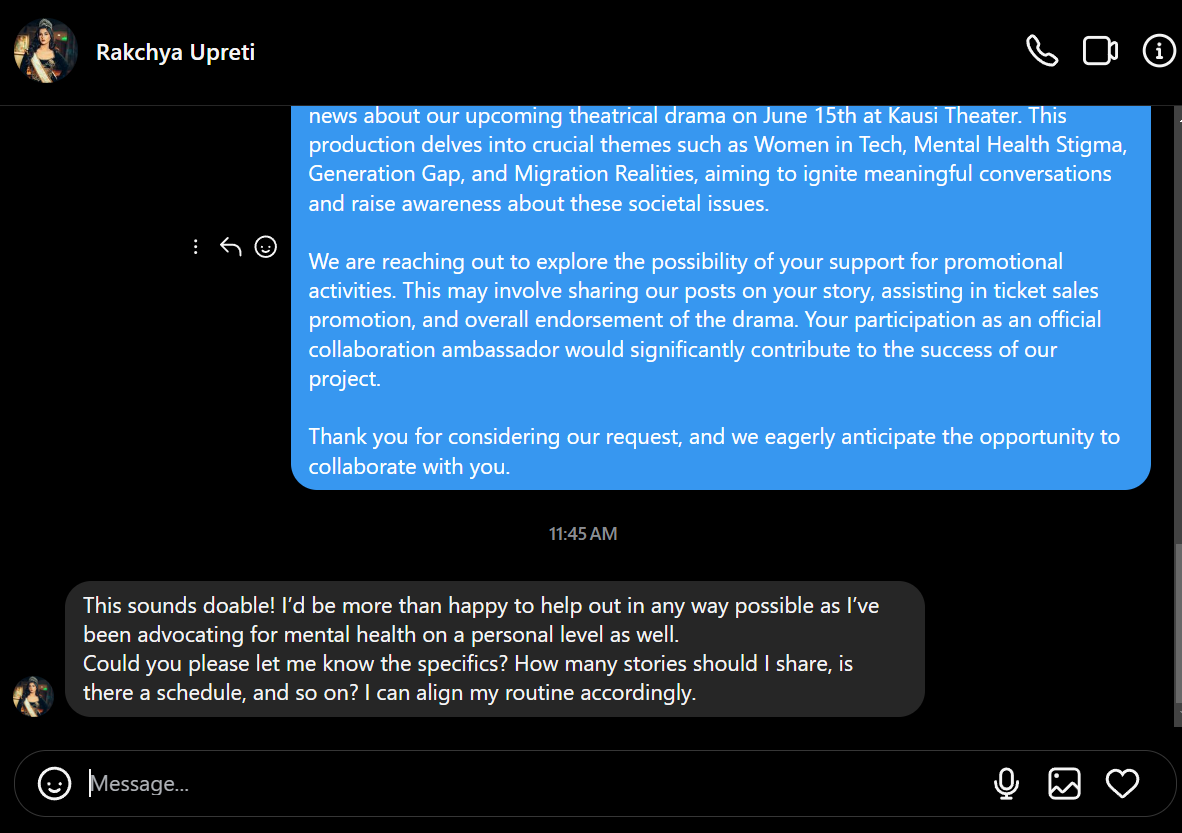 Rakchya Upreti
news about our upcoming theatrical drama on June 15th at Kausi Theater. This
production delves into crucial themes such as Women in Tech, Mental Health Stigma,
Generation Gap, and Migration Realities, aiming to ignite meaningful conversations
and raise awareness about these societal issues.
We are reaching out to explore the possibility of your support for promotional
activities. This may involve sharing our posts on your story, assisting in ticket sales
promotion, and overall endorsement of the drama. Your participation as an official
collaboration ambassador would significantly contribute to the success of our
project.
Thank you for considering our request, and we eagerly anticipate the opportunity to
collaborate with you.
11:45 AM
This sounds doable! I’d be more than happy to help out in any way possible as I’ve
been advocating for mental health on a personal level as well.
Could you please let me know the specifics? How many stories should I share, is
there a schedule, and so on? I can align my routine accordingly.
Message...